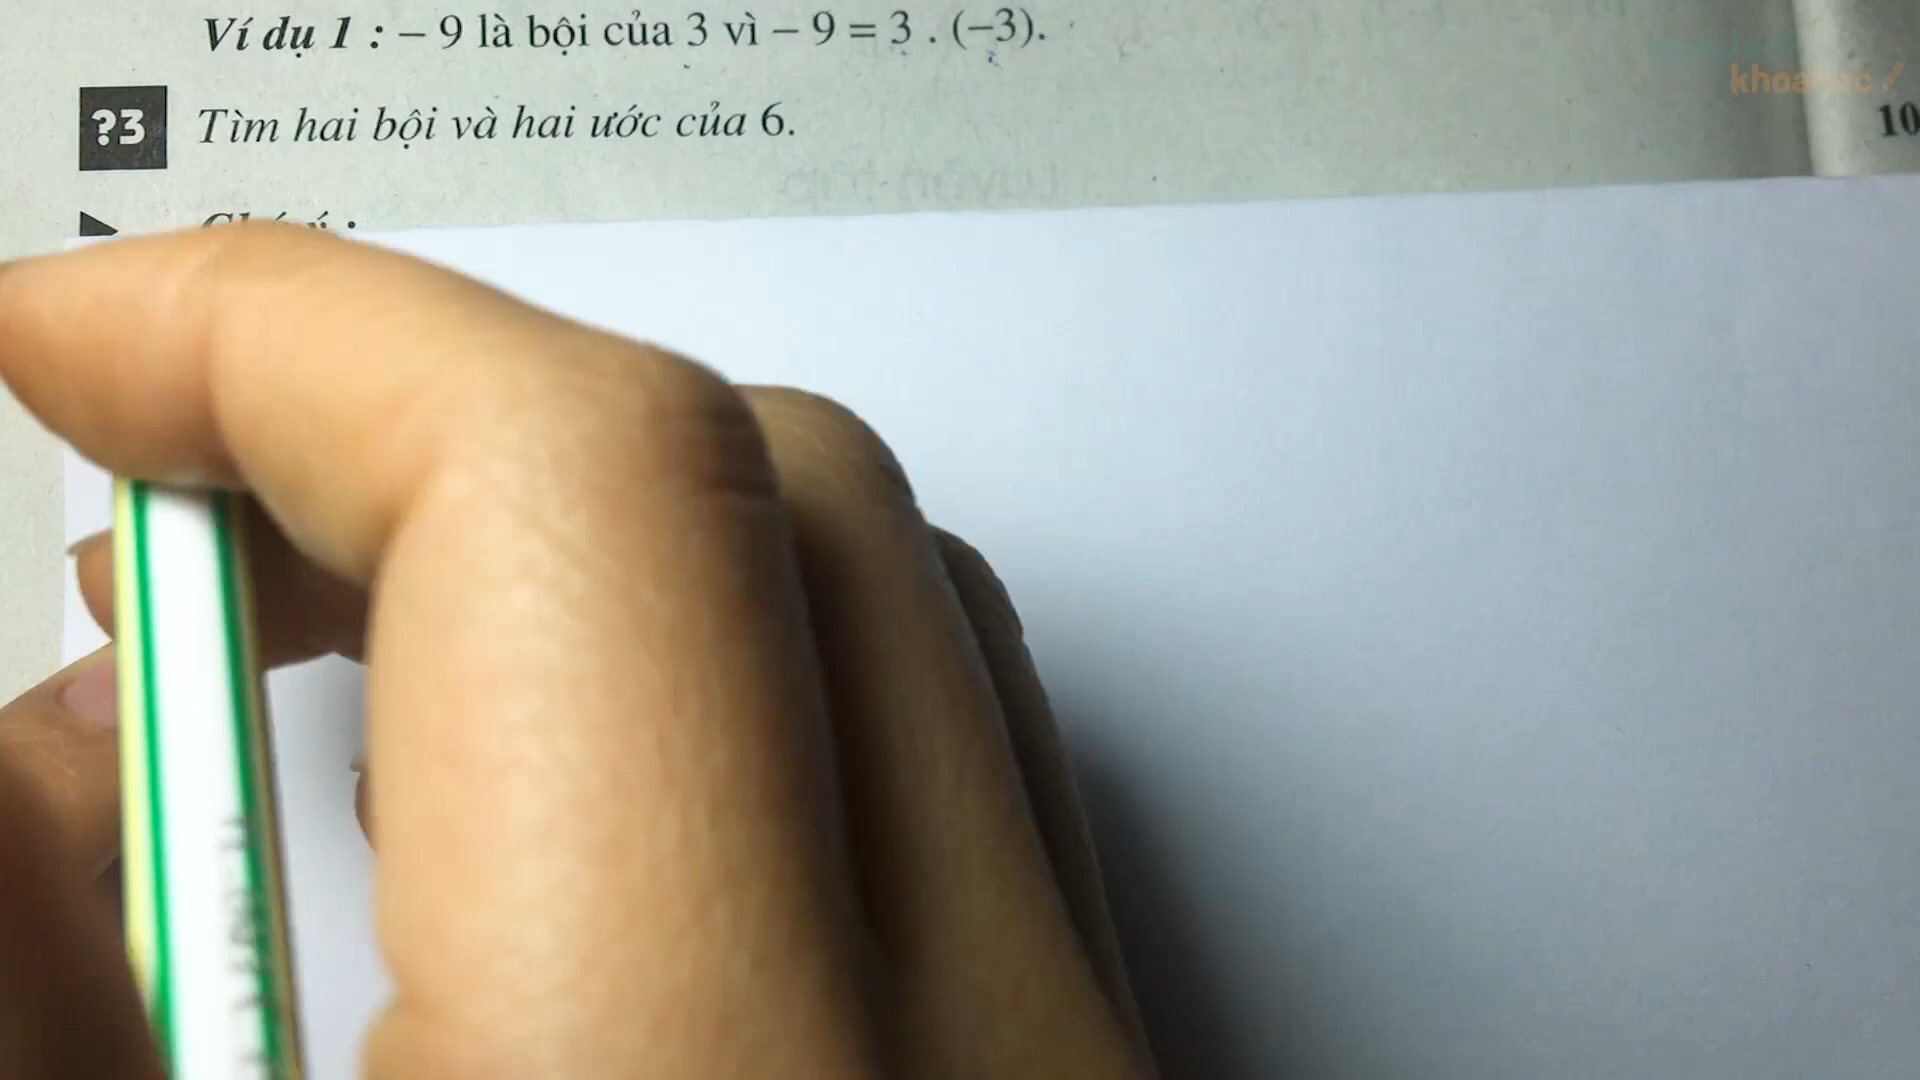 Ví dụ 1 : – 9 là bội của 3 vì – 9 = 3 . (–3).
?3 Tìm hai bội và hai ước của 6.
10